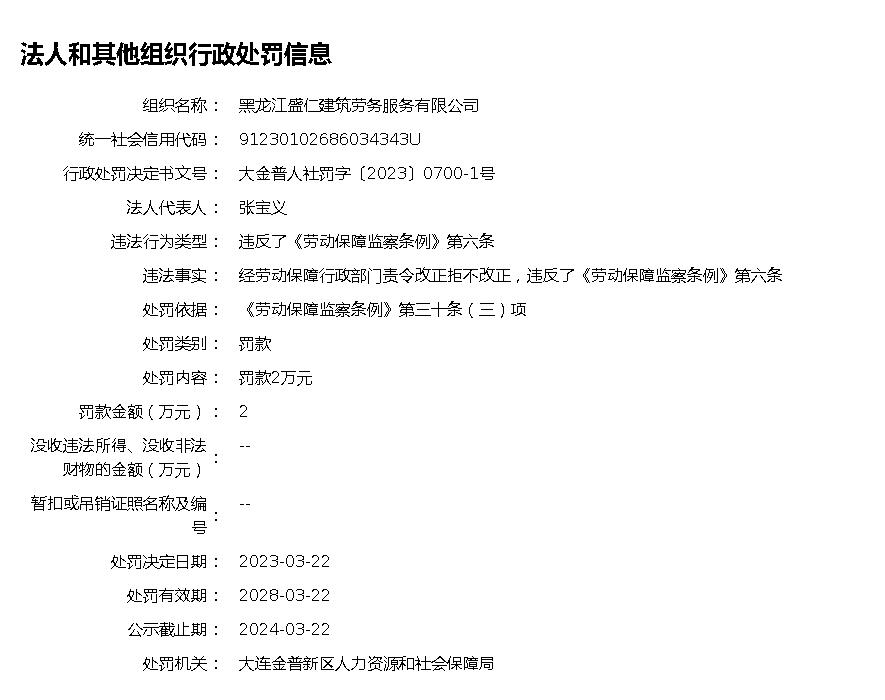 法人和其他组织行政处罚信息
组织名称： 黑龙江盛仁建筑劳务服务有限公司
统一社会信用代码： 91230102686034343U
行政处罚决定书文号： 大金普人社罚字〔2023〕0700-1号
法人代表人： 张宝义
违法行为类型： 违反了《劳动保障监察条例》第六条
违法事实： 经劳动保障行政部门责令改正拒不改正，违反了《劳动保障监察条例》第六条
处罚依据： 《劳动保障监察条例》第三十条（三）项
处罚类别： 罚款
处罚内容： 罚款2万元
罚款金额（万元）： 2
没收违法所得、没收非法
财物的金额（万元）： --
暂扣或吊销证照名称及编
号： --
处罚决定日期： 2023-03-22
处罚有效期： 2028-03-22
公示截止期： 2024-03-22
处罚机关： 大连金普新区人力资源和社会保障局